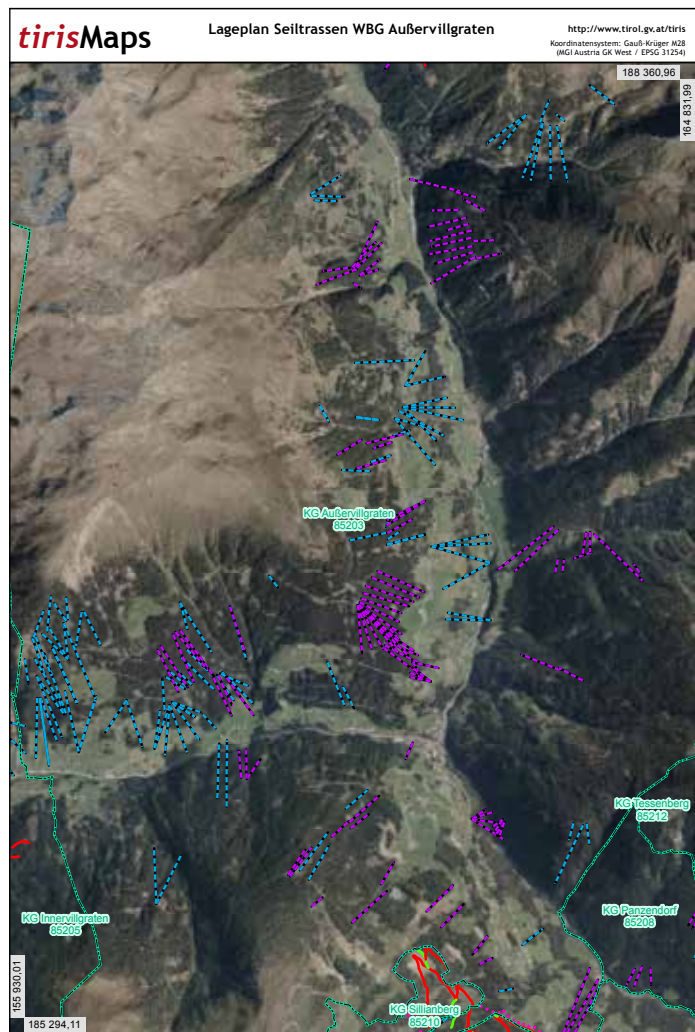 tirisMaps
Lageplan Seiltrassen WBG Außervillgraten
http://www.tirol.gv.at/tiris
Koordinatensystem: Gauß-Krüger M28
(MGI Austria GK West / EPSG 31254)
188 360,96
164 831,99
KG Außervillgraten
85203
KG Tessenberg
85212
KG Innervillgraten
85205
KG Panzendorf
85208
KG Sillianberg
85210
155 930,01
185 294,11